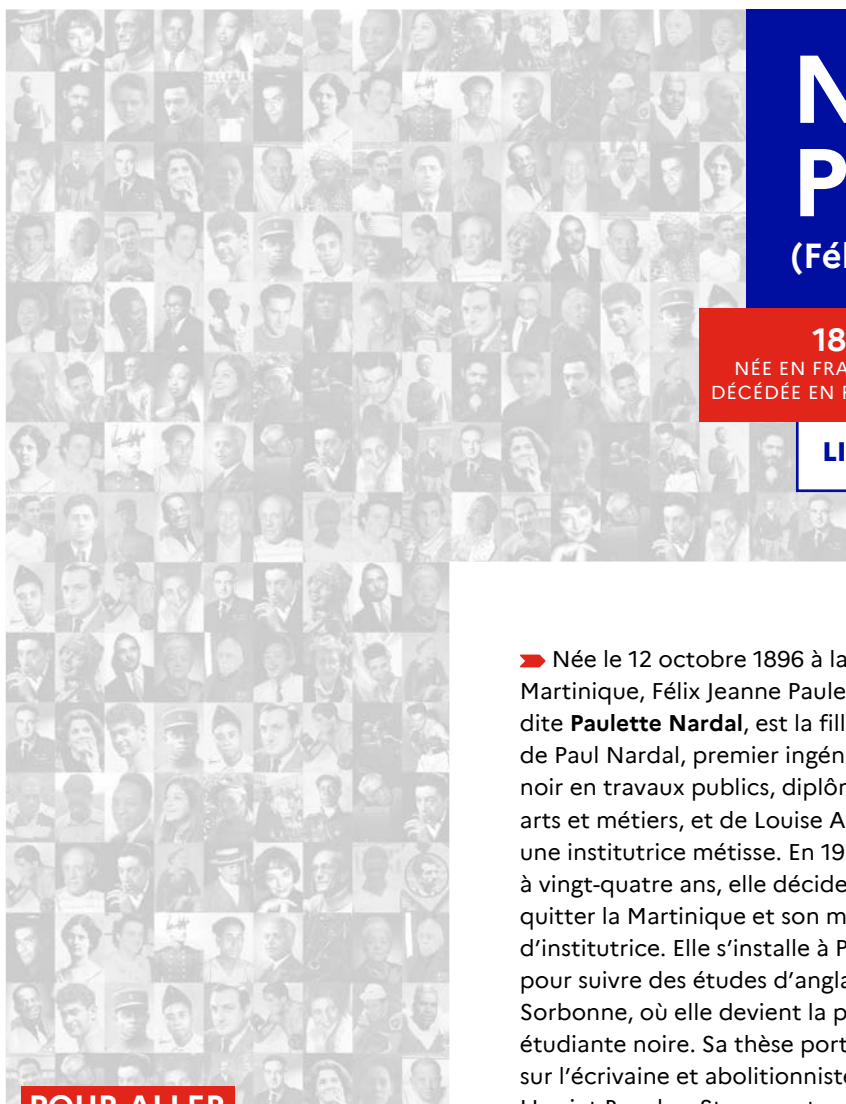 N
P
(Fél
18
NÉE EN FRA
DÉCÉDÉE EN
LI
Née le 12 octobre 1896 à la
Martinique, Félix Jeanne Paule
dite Paulette Nardal, est la fill
de Paul Nardal, premier ingén
noir en travaux publics, diplôm
arts et métiers, et de Louise A
une institutrice métisse. En 19
à vingt-quatre ans, elle décide
quitter la Martinique et son m
d’institutrice. Elle s’installe à P
pour suivre des études d’angla
Sorbonne, où elle devient la p
étudiante noire. Sa thèse port
sur l’écrivaine et abolitionniste
POUR ALLER